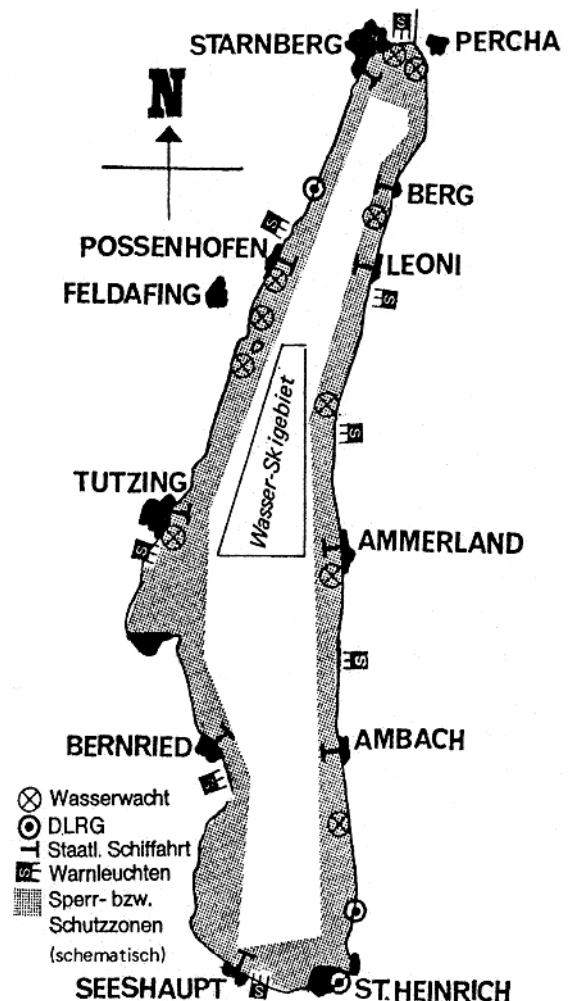 STARNBERG
PERCHA
N
BERG
POSSENHOFEN
LEONI
FELDAFING
Wasser-Skigebiet
TUTZING
AMMERLAND
BERNRIED
AMBACH
Wasserwacht
DLRG
Staatl. Schiffahrt
Warnleuchten
Sperr- bzw.
Schutzzonen
(schematisch)
SEESHAUPT
ST. HEINRICH